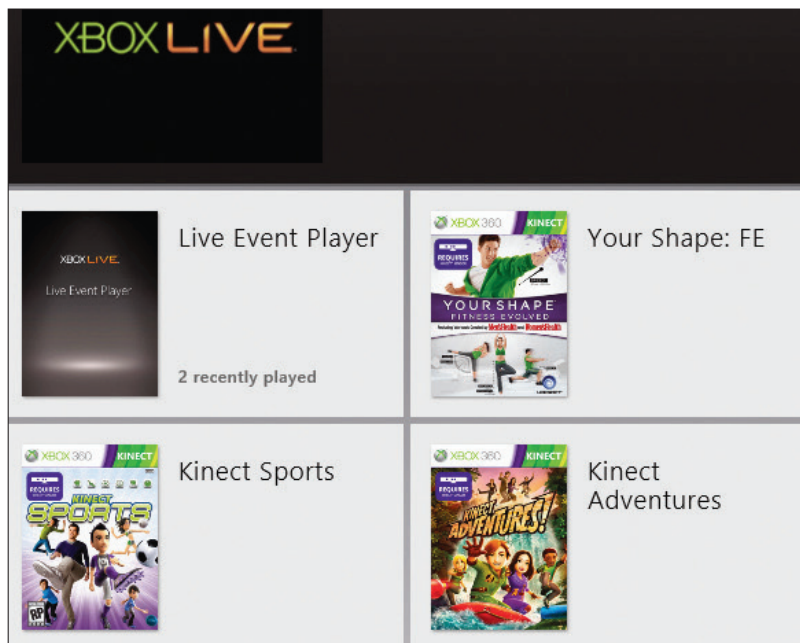 XBOX LIVE
XBOX LIVE
Live Event Player
Live Event Player
2 recently played
XBOX 360 KINECT
REQUIRES
YOUR SHAPE
FITNESS EVOLVED
Your Shape: FE
XBOX 360 KINECT
REQUIRES
KINECT
SPORTS
RP
Kinect Sports
XBOX 360 KINECT
REQUIRES
KINECT
ADVENTURES!
Kinect
Adventures